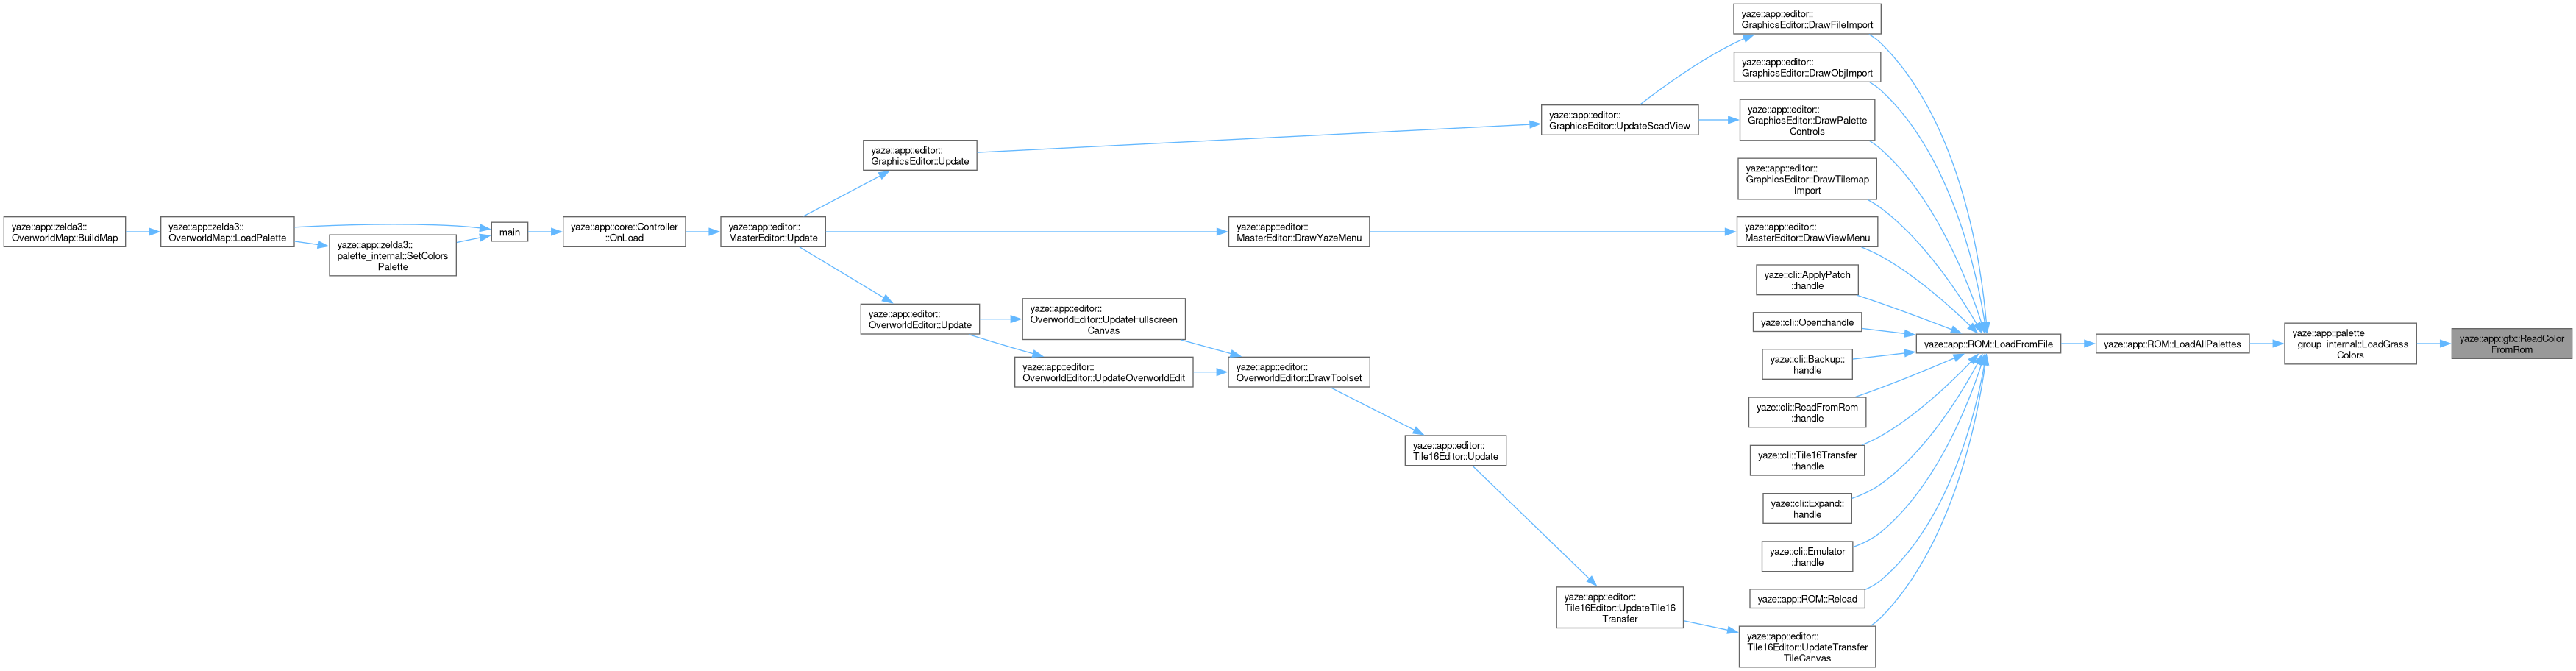 yaze::app::zelda3::
OverworldMap::BuildMap
yaze::app::zelda3::
OverworldMap::LoadPalette
yaze::app::zelda3::
palette_internal::SetColors
Palette
main
yaze::app::core::Controller
::OnLoad
yaze::app::editor::
MasterEditor::Update
yaze::app::editor::
GraphicsEditor::Update
yaze::app::editor::
OverworldEditor::Update
yaze::app::editor::
OverworldEditor::UpdateFullscreen
Canvas
yaze::app::editor::
OverworldEditor::UpdateOverworldEdit
yaze::app::editor::
MasterEditor::DrawYazeMenu
yaze::app::editor::
OverworldEditor::DrawToolset
yaze::app::editor::
Tile16Editor::Update
yaze::app::editor::
GraphicsEditor::UpdateScadView
yaze::app::editor::
Tile16Editor::UpdateTile16
Transfer
yaze::app::editor::
GraphicsEditor::DrawFileImport
yaze::app::editor::
GraphicsEditor::DrawObjImport
yaze::app::editor::
GraphicsEditor::DrawPalette
Controls
yaze::app::editor::
GraphicsEditor::DrawTilemap
Import
yaze::app::editor::
MasterEditor::DrawViewMenu
yaze::cli::ApplyPatch
::handle
yaze::cli::Open::handle
yaze::cli::Backup::
handle
yaze::cli::ReadFromRom
::handle
yaze::cli::Tile16Transfer
::handle
yaze::cli::Expand::
handle
yaze::cli::Emulator
::handle
yaze::app::ROM::Reload
yaze::app::editor::
Tile16Editor::UpdateTransfer
TileCanvas
yaze::app::ROM::LoadFromFile
yaze::app::ROM::LoadAllPalettes
yaze::app::palette
_group_internal::LoadGrass
Colors
yaze::app::gfx::ReadColor
FromRom